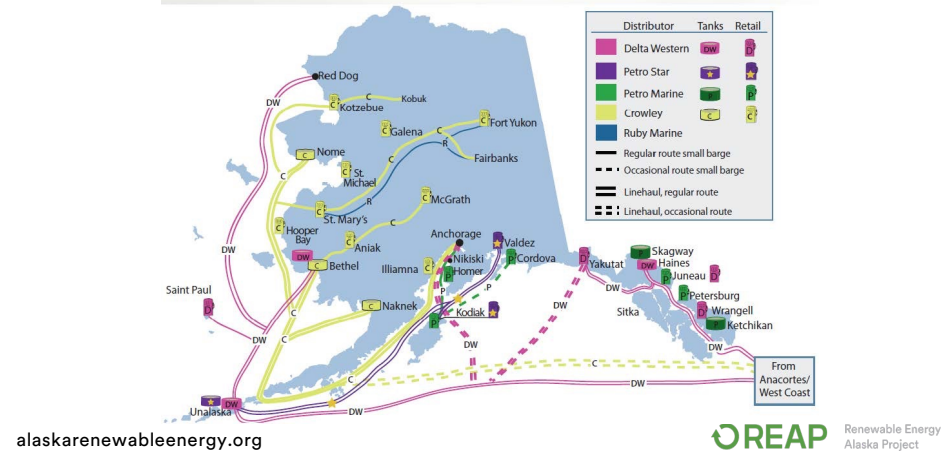 Distributor Tanks Retail
Delta Western DW D
Petro Star
Petro Marine P P
Crowley C C
Ruby Marine
Regular route small barge
Occasional route small barge
Linehaul, regular route
Linehaul, occasional route
Red Dog
DW
C
Kotzebue
C
Kobuk
C
Galena
C
Fort Yukon
C
R
Fairbanks
C
Nome
C
C
St.
Michael
C
C
R
St. Mary's
C
McGrath
C
Hooper
Bay
C
Aniak
DW
C
Bethel
Anchorage
Nikiski
Homer
P
Illiamna
C
Valdez
Cordova
P
P
P
Kodiak
P
DW
DW
Yakutat
D
DW
Skagway
P
Haines
DW
Juneau
P
D
Petersburg
P
Sitka
Wrangell
D
Ketchikan
P
DW
DW
Saint Paul
D
DW
C
C
Naknek
C
C
C
DW
DW
Unalaska
DW
From
Anacortes/
West Coast
alaskarenewableenergy.org
REAP
Renewable Energy
Alaska Project